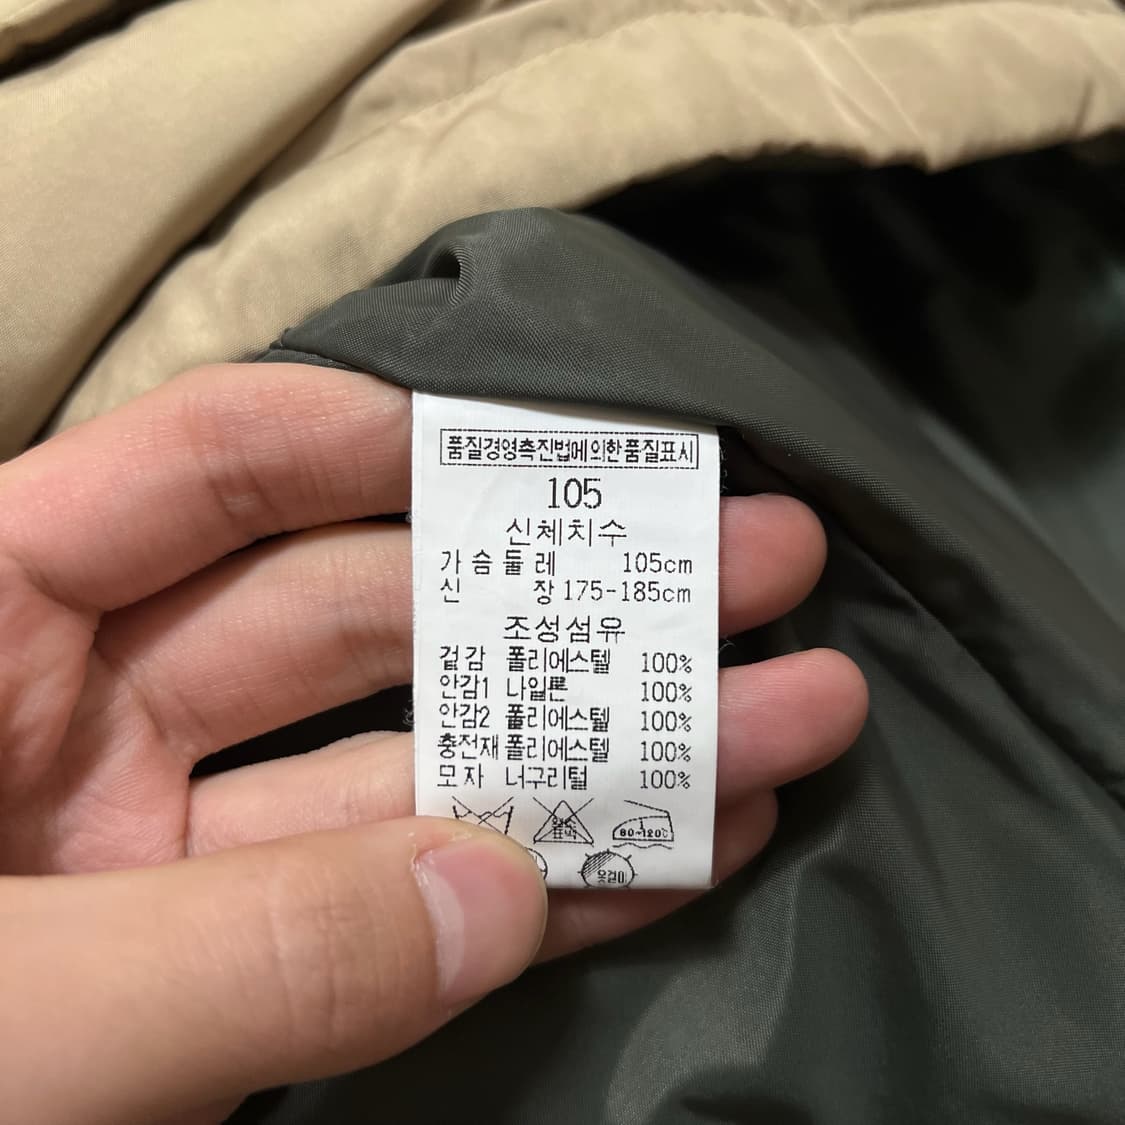 품질경영촉진법에의한품질표시
105
신체치수
가슴둘레 105cm
신장 175-185cm
조성섬유
겉감 폴리에스텔 100%
안감1 나일론 100%
안감2 폴리에스텔 100%
충전재 폴리에스텔 100%
모자 너구리털 100%
80~120℃
옷걸이